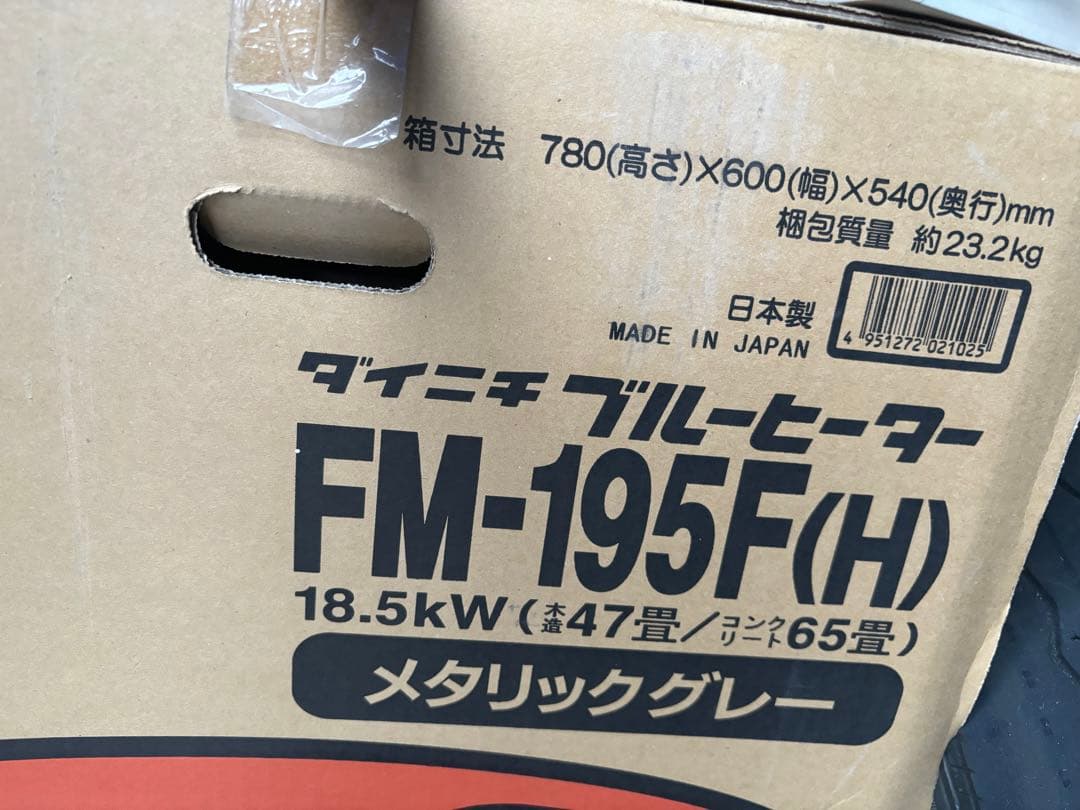 箱寸法 780(高さ)×600(幅)×540(奥行)mm
梱包質量 約23.2kg
日本製
MADE IN JAPAN
4 951272 021025
ダイニチ ブルーヒーター
FM-195F(H)
18.5kW(木造47畳/コンクリート65畳)
メタリックグレー